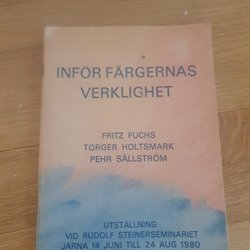 INFÖR FÄRGERNAS
VERKLIGHET
FRITZ FUCHS
TORGER HOLTSMARK
PEHR SÄLLSTRÖM
UTSTÄLLNING
VID RUDOLF STEINERSEMINARIET
JÄRNA 14 JUNI TILL 24 AUG 1980